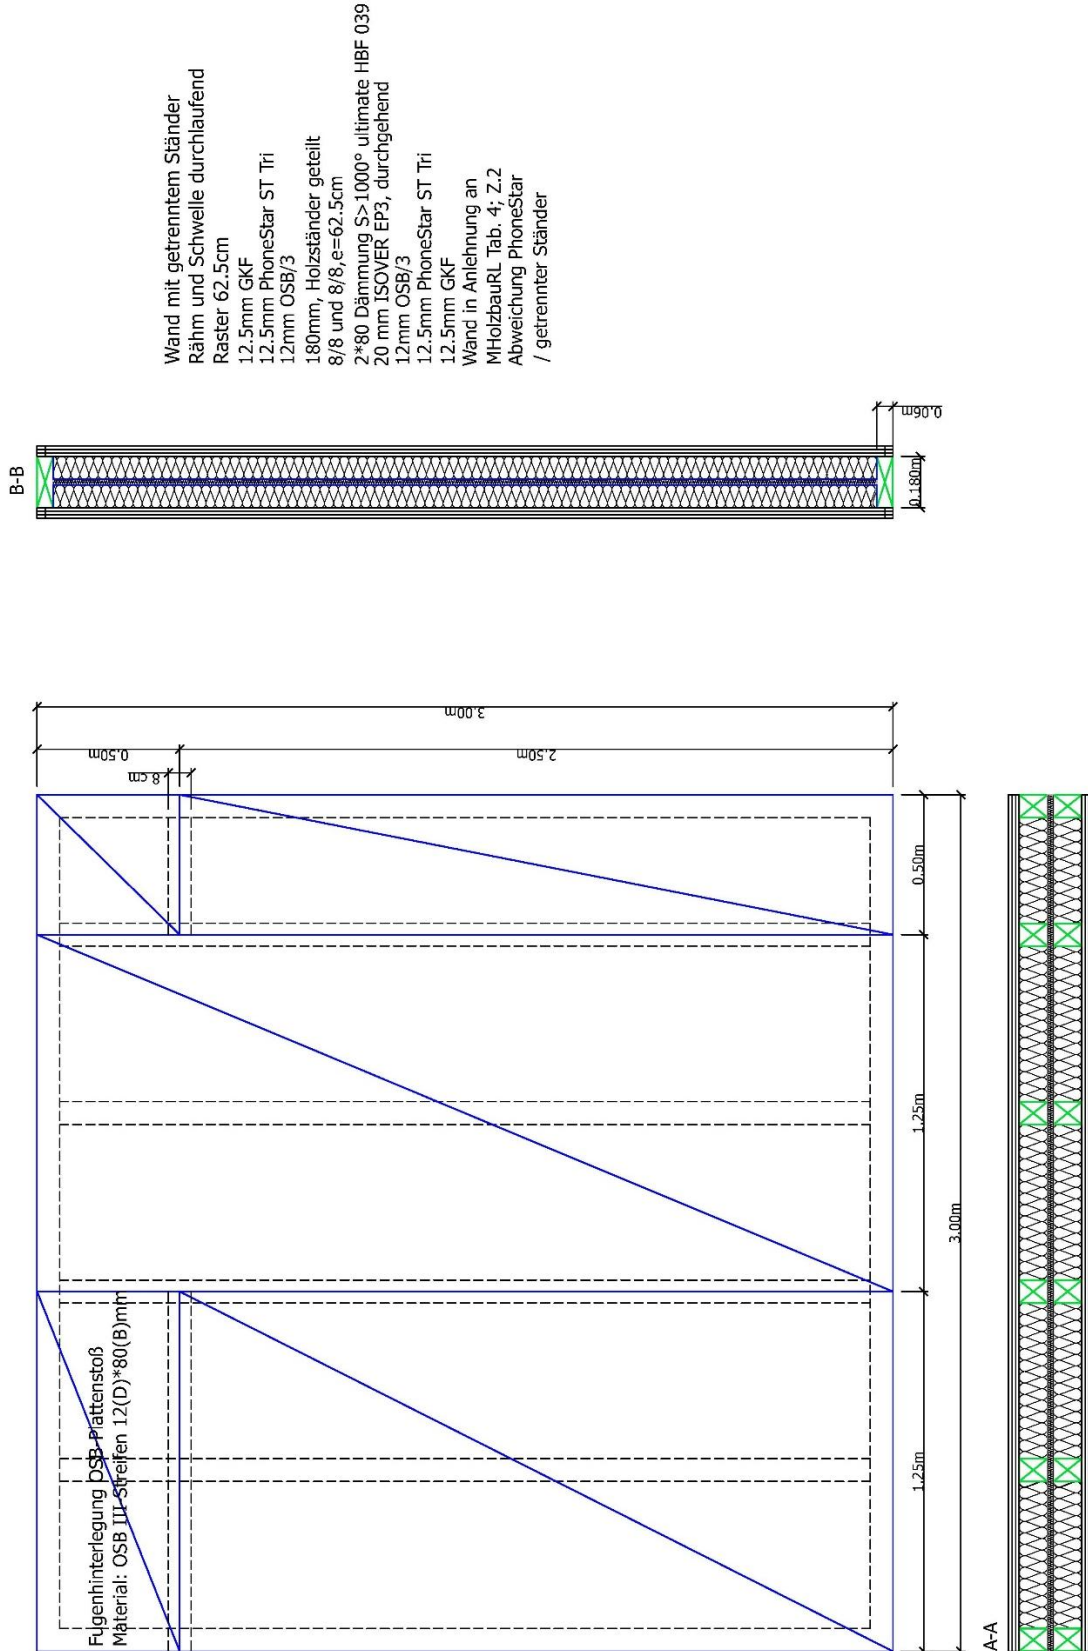 B-B
Wand mit getrenntem Ständer
Rähm und Schwelle durchlaufend
Raster 62.5cm
12.5mm GKF
12.5mm PhoneStar ST Tri
12mm OSB/3
180mm, Holzständer geteilt
8/8 und 8/8,e=62.5cm
2*80 Dämmung S>1000° ultimate HBF 039
20 mm ISOVER EP3, durchgehend
12mm OSB/3
12.5mm PhoneStar ST Tri
12.5mm GKF
Wand in Anlehnung an
MHolzbauRL Tab. 4; Z.2
Abweichung PhoneStar
/ getrennter Ständer
0.06m
0.180m
3.00m
0.50m
2.50m
8 cm
Fugenhinterlegung OSB-Plattenstoß
Material: OSB III-Streifen 12(D)*80(B)mm
1.25m
1.25m
0.50m
3.00m
A-A